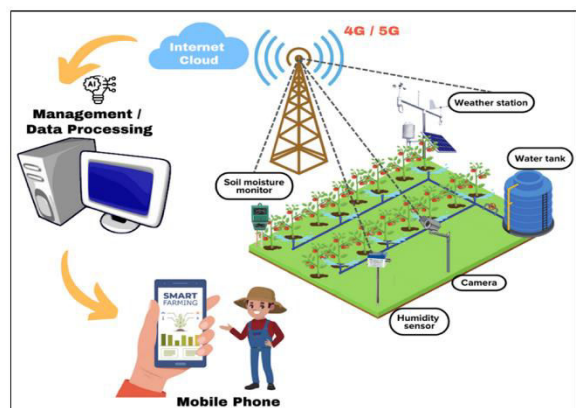 4G / 5G
Internet
Cloud
AI
Management /
Data Processing
Weather station
Water tank
Soil moisture
monitor
Camera
Humidity
sensor
SMART
FARMING
Mobile Phone